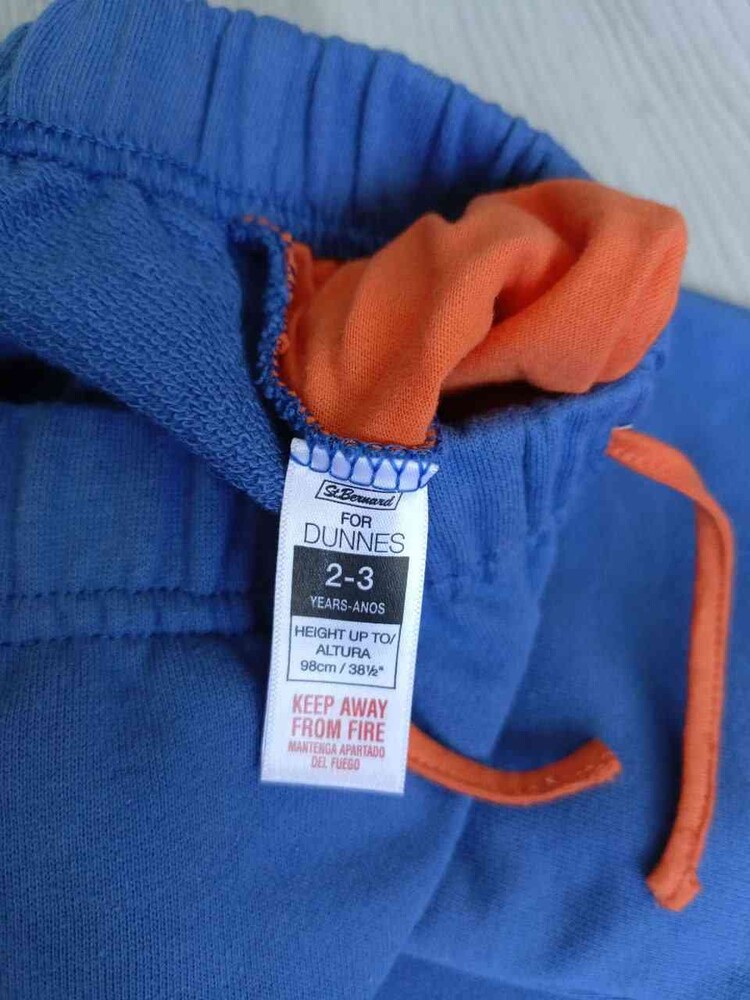 St.Bernard
FOR
DUNNES
2-3
YEARS-ANOS
HEIGHT UP TO/
ALTURA
98cm / 38½"
KEEP AWAY
FROM FIRE
MANTENGA APARTADO
DEL FUEGO